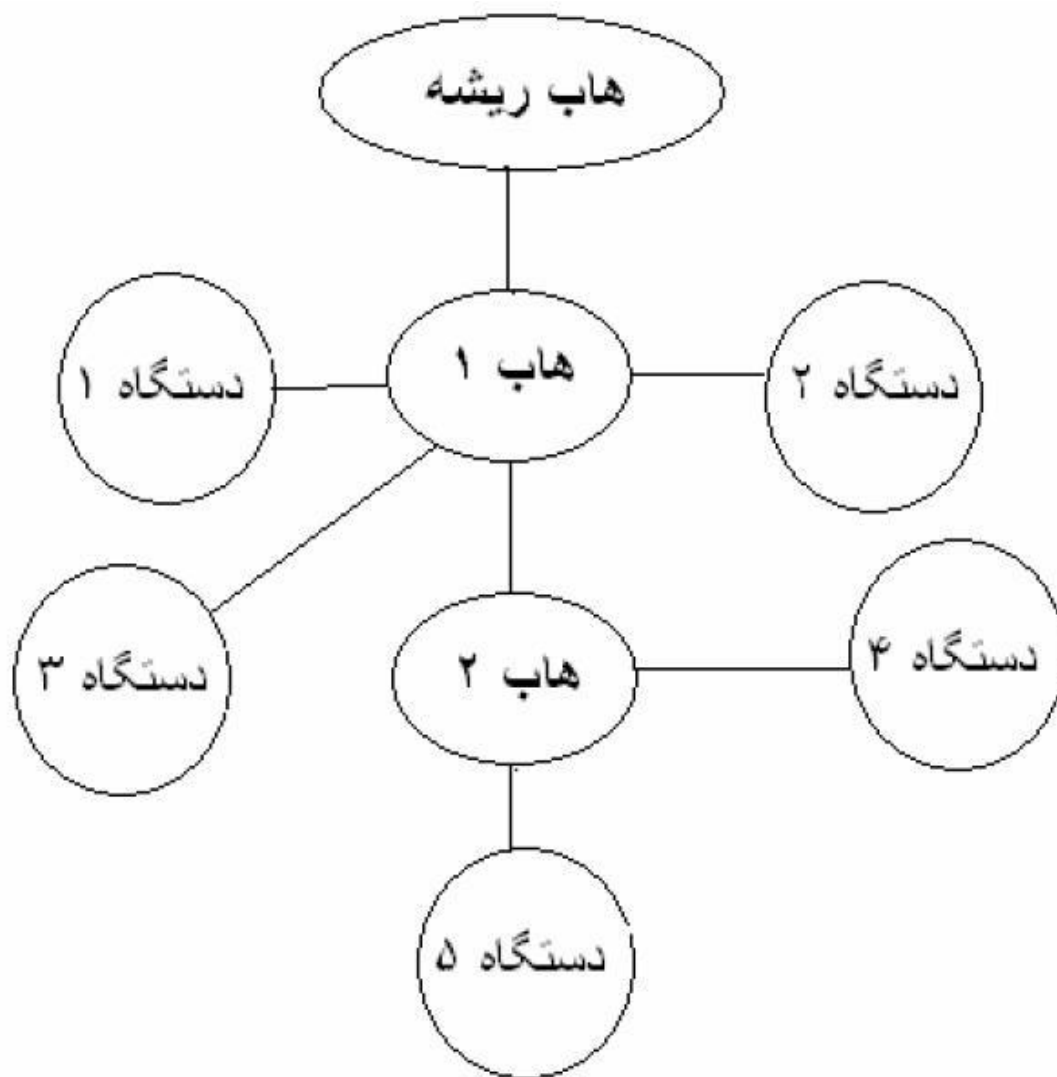 هاب ریشه
هاب ۱
دستگاه ۱
دستگاه ۲
دستگاه ۳
هاب ۲
دستگاه ۴
دستگاه ۵